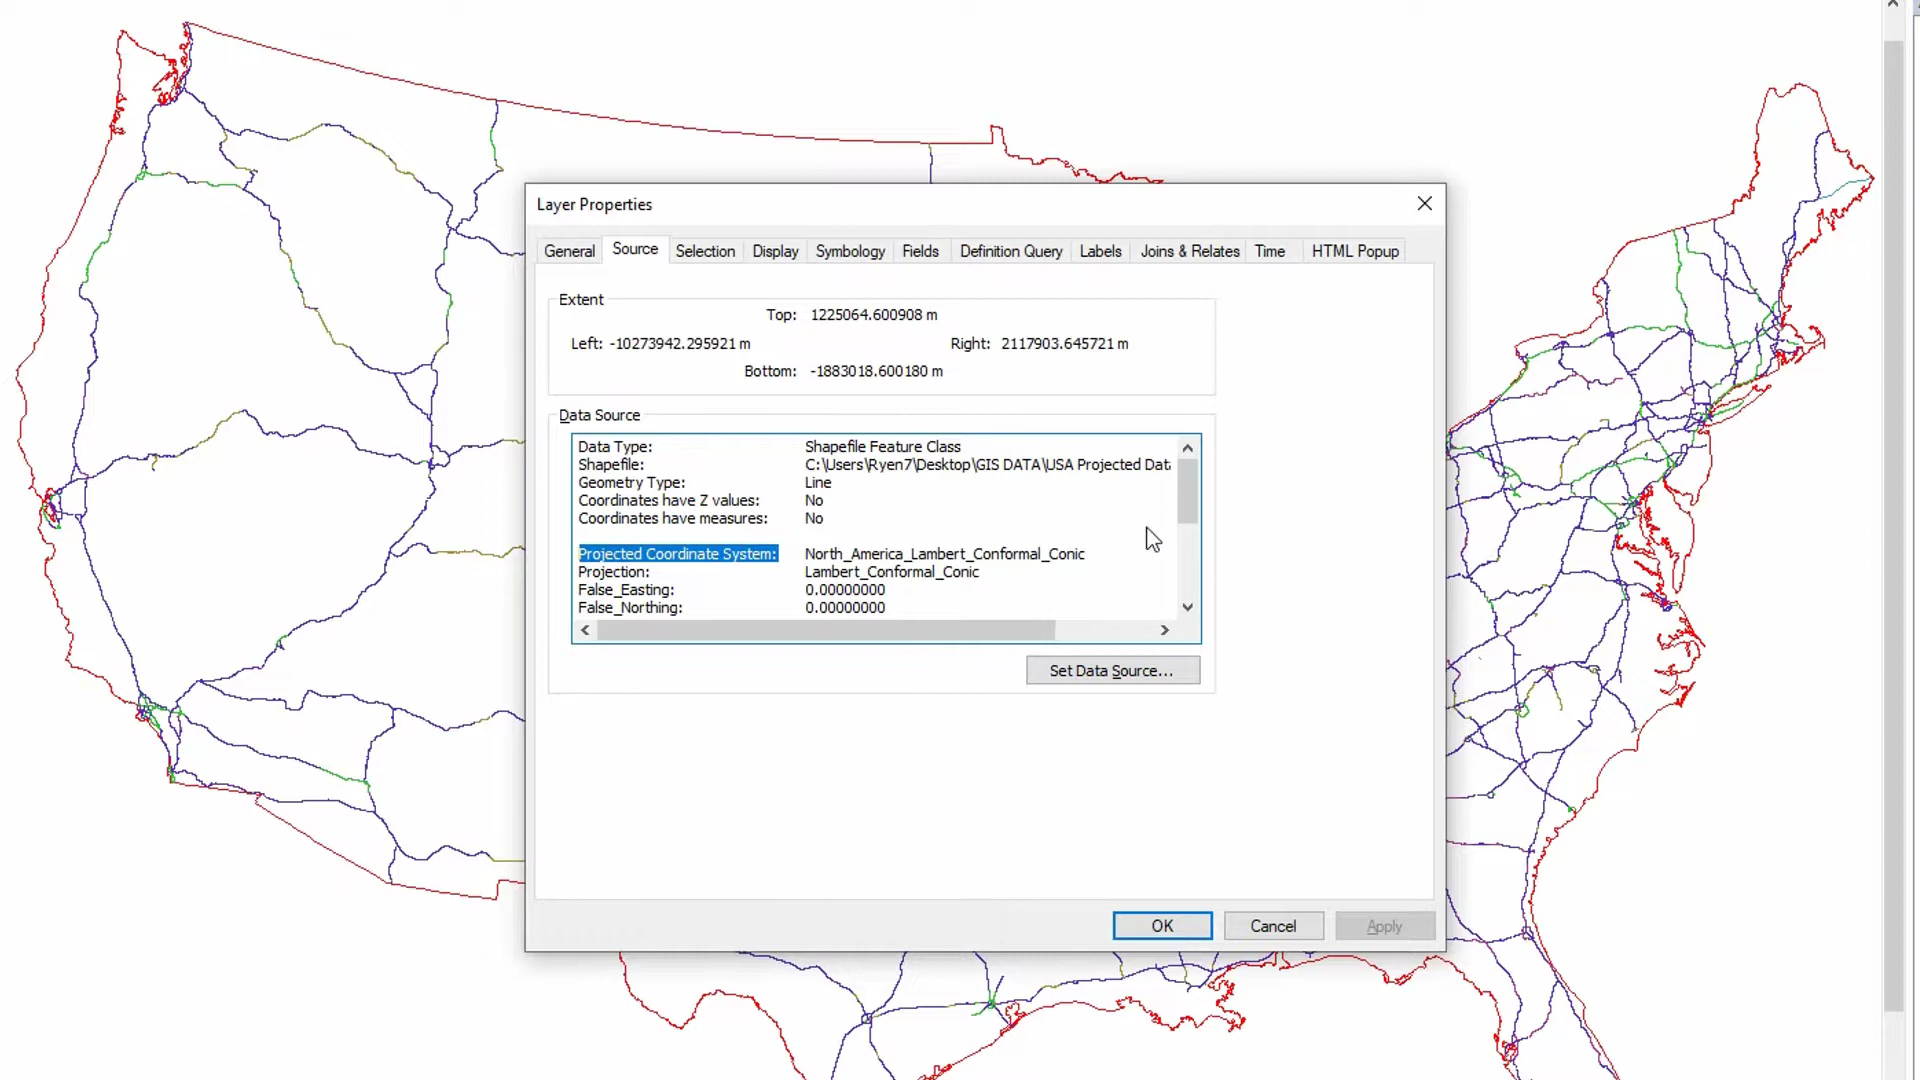 Layer Properties
General Source Selection Display Symbology Fields Definition Query Labels Joins & Relates Time HTML Popup
Extent
Top: 1225064.600908 m
Left: -10273942.295921 m Right: 2117903.645721 m
Bottom: -1883018.600180 m
Data Source
Data Type: Shapefile Feature Class
Shapefile: C:\Users\Ryen7\Desktop\GIS DATA\USA Projected Dat
Geometry Type: Line
Coordinates have Z values: No
Coordinates have measures: No
Projected Coordinate System: North_America_Lambert_Conformal_Conic
Projection: Lambert_Conformal_Conic
False_Easting: 0.00000000
False_Northing: 0.00000000
Set Data Source...
OK Cancel Apply